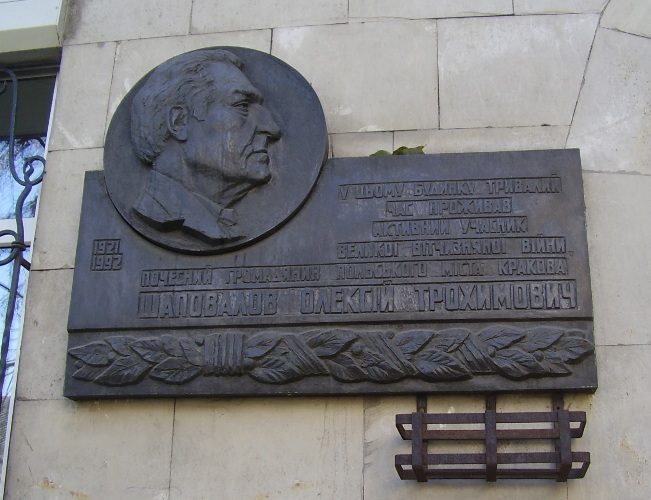 У ЦЬОМУ БУДИНКУ ТРИВАЛИЙ
ЧАС ПРОЖИВАВ
АКТИВНИЙ УЧАСНИК
ВЕЛИКОЇ ВІТЧИЗНЯНОЇ ВІЙНИ
1921
1992
ПОЧЕСНИЙ ГРОМАДЯНИН ПОЛЬСЬКОГО МІСТА КРАКОВА
ШАПОВАЛОВ ОЛЕКСІЙ ТРОХИМОВИЧ